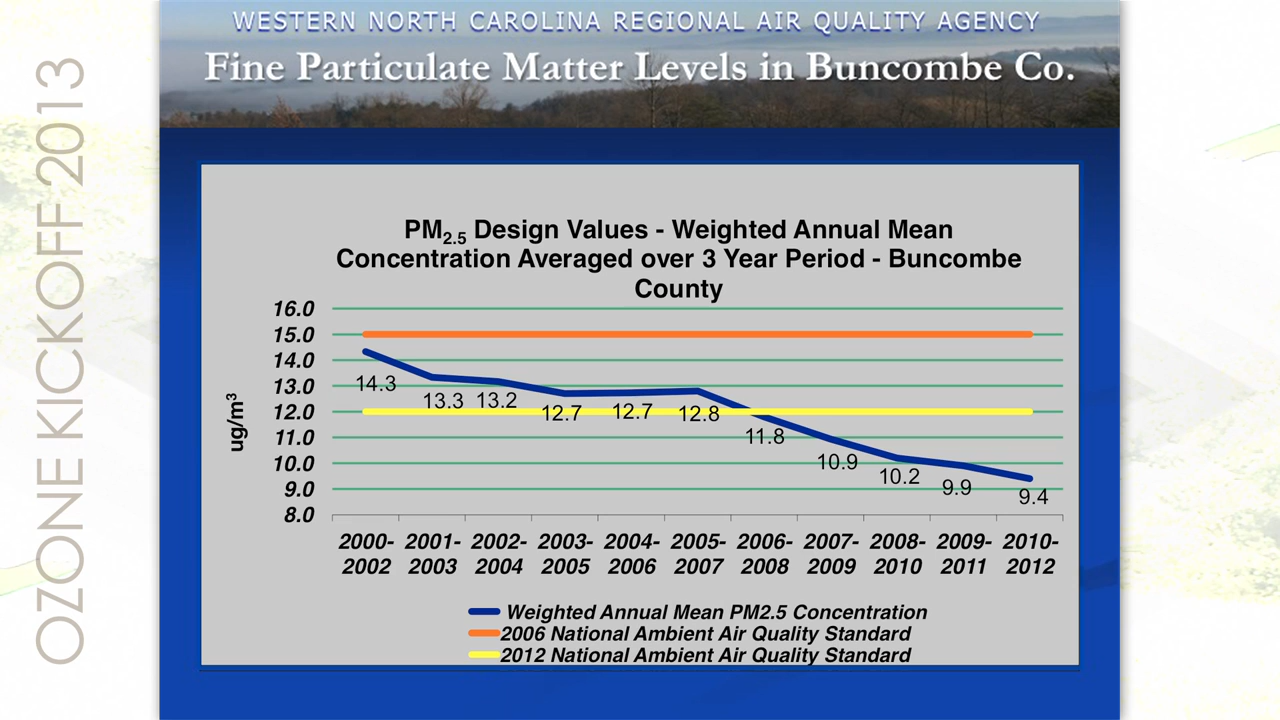 WESTERN NORTH CAROLINA REGIONAL AIR QUALITY AGENCY
Fine Particulate Matter Levels in Buncombe Co.
OZONE KICKOFF 2013
PM2.5 Design Values - Weighted Annual Mean
Concentration Averaged over 3 Year Period - Buncombe
County
ug/m³
16.0
15.0
14.0
13.0
12.0
11.0
10.0
9.0
8.0
14.3
13.3
13.2
12.7
12.7
12.8
11.8
10.9
10.2
9.9
9.4
2000- 2001- 2002- 2003- 2004- 2005- 2006- 2007- 2008- 2009- 2010-
2002 2003 2004 2005 2006 2007 2008 2009 2010 2011 2012
Weighted Annual Mean PM2.5 Concentration
2006 National Ambient Air Quality Standard
2012 National Ambient Air Quality Standard